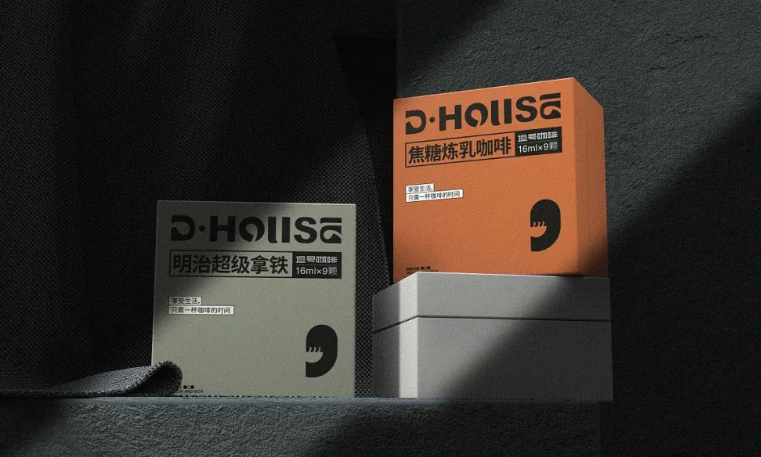 D·HOUSE
明治超级拿铁
逗号咖啡
16ml×9颗
享受生活,
只需一杯咖啡的时间
D·HOUSE
焦糖炼乳咖啡
逗号咖啡
16ml×9颗
享受生活,
只需一杯咖啡的时间